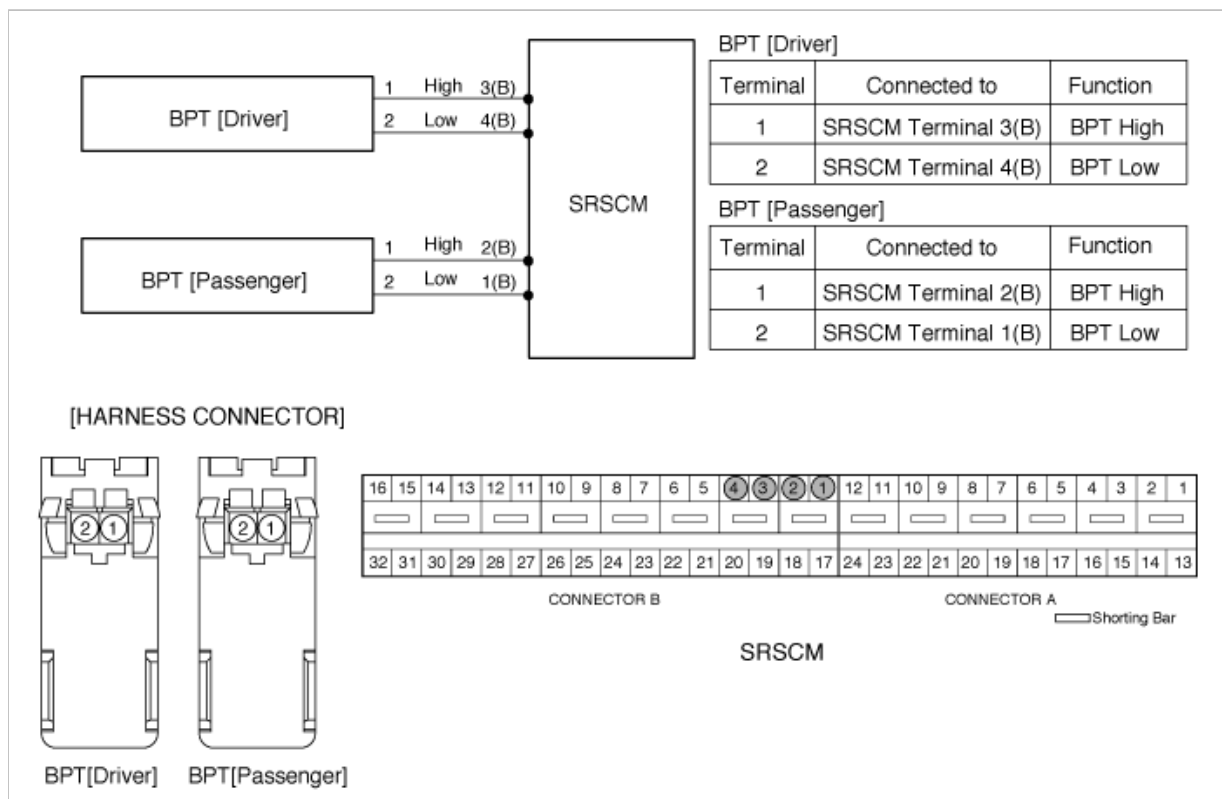 BPT [Driver]
1 High 3(B)
2 Low 4(B)
BPT [Passenger]
1 High 2(B)
2 Low 1(B)
SRSCM
BPT [Driver]
Terminal Connected to Function
1 SRSCM Terminal 3(B) BPT High
2 SRSCM Terminal 4(B) BPT Low
BPT [Passenger]
Terminal Connected to Function
1 SRSCM Terminal 2(B) BPT High
2 SRSCM Terminal 1(B) BPT Low
[HARNESS CONNECTOR]
2 1
BPT[Driver]
2 1
BPT[Passenger]
16 15 14 13 12 11 10 9 8 7 6 5 4 3 2 1 12 11 10 9 8 7 6 5 4 3 2 1
32 31 30 29 28 27 26 25 24 23 22 21 20 19 18 17 24 23 22 21 20 19 18 17 16 15 14 13
CONNECTOR B CONNECTOR A
Shorting Bar
SRSCM